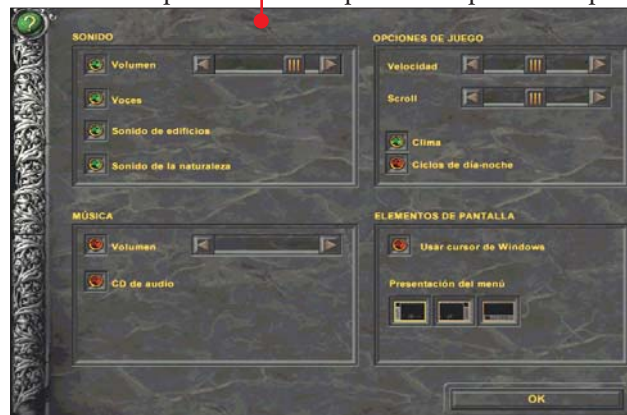 SONIDO
Volumen
Voces
Sonido de edificios
Sonido de la naturaleza
OPCIONES DE JUEGO
Velocidad
Scroll
Clima
Ciclos de día-noche
MÚSICA
Volumen
CD de audio
ELEMENTOS DE PANTALLA
Usar cursor de Windows
Presentación del menú
OK